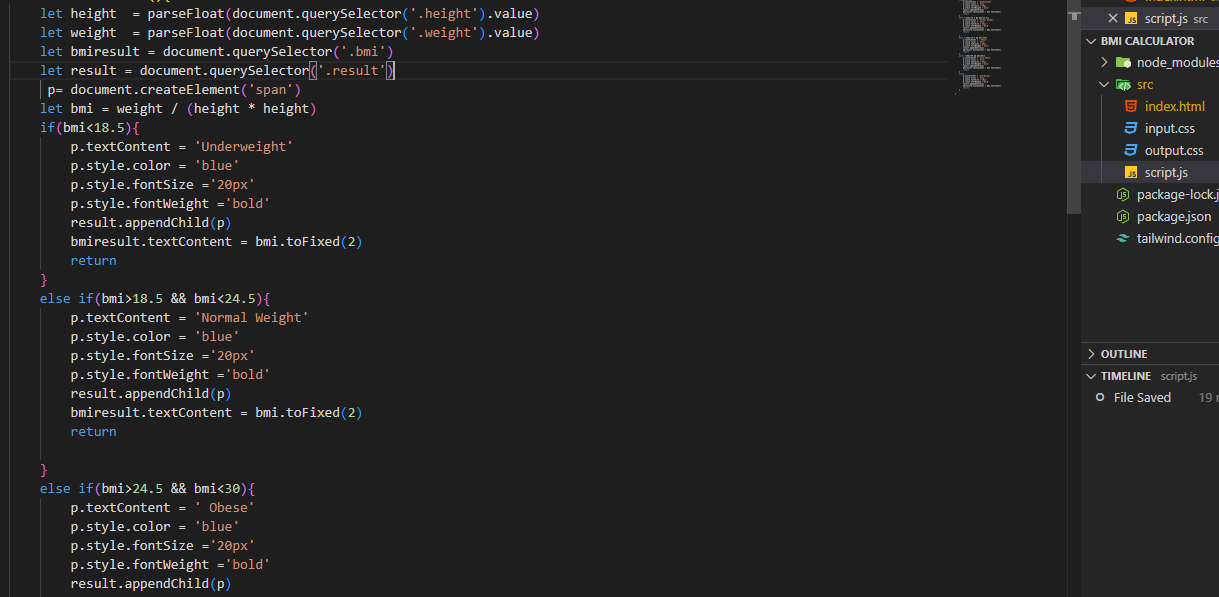 (){
let height  = parseFloat(document.querySelector('.height').value)
let weight  = parseFloat(document.querySelector('.weight').value)
let bmiresult = document.querySelector('.bmi')
let result = document.querySelector('.result')
 p= document.createElement('span')
let bmi = weight / (height * height)
if(bmi<18.5){
    p.textContent = 'Underweight'
    p.style.color = 'blue'
    p.style.fontSize ='20px'
    p.style.fontWeight ='bold'
    result.appendChild(p)
    bmiresult.textContent = bmi.toFixed(2)
    return
}
else if(bmi>18.5 && bmi<24.5){
    p.textContent = 'Normal Weight'
    p.style.color = 'blue'
    p.style.fontSize ='20px'
    p.style.fontWeight ='bold'
    result.appendChild(p)
    bmiresult.textContent = bmi.toFixed(2)
    return
}
else if(bmi>24.5 && bmi<30){
    p.textContent = ' Obese'
    p.style.color = 'blue'
    p.style.fontSize ='20px'
    p.style.fontWeight ='bold'
    result.appendChild(p)
JS script.js src
BMI CALCULATOR
node_modules
src
index.html
input.css
output.css
JS script.js
package-lock.j
package.json
tailwind.config
OUTLINE
TIMELINE script.js
File Saved 19